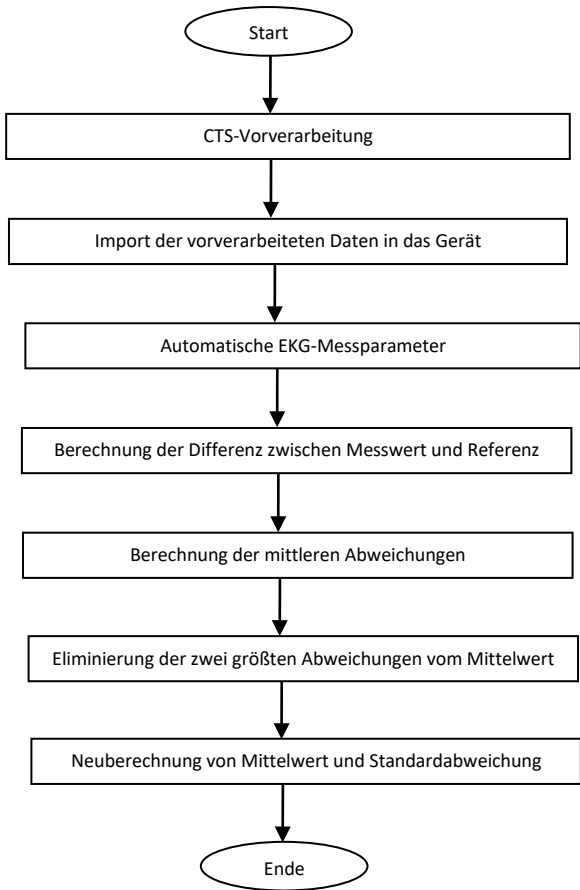 Start
CTS-Vorverarbeitung
Import der vorverarbeiteten Daten in das Gerät
Automatische EKG-Messparameter
Berechnung der Differenz zwischen Messwert und Referenz
Berechnung der mittleren Abweichungen
Eliminierung der zwei größten Abweichungen vom Mittelwert
Neuberechnung von Mittelwert und Standardabweichung
Ende